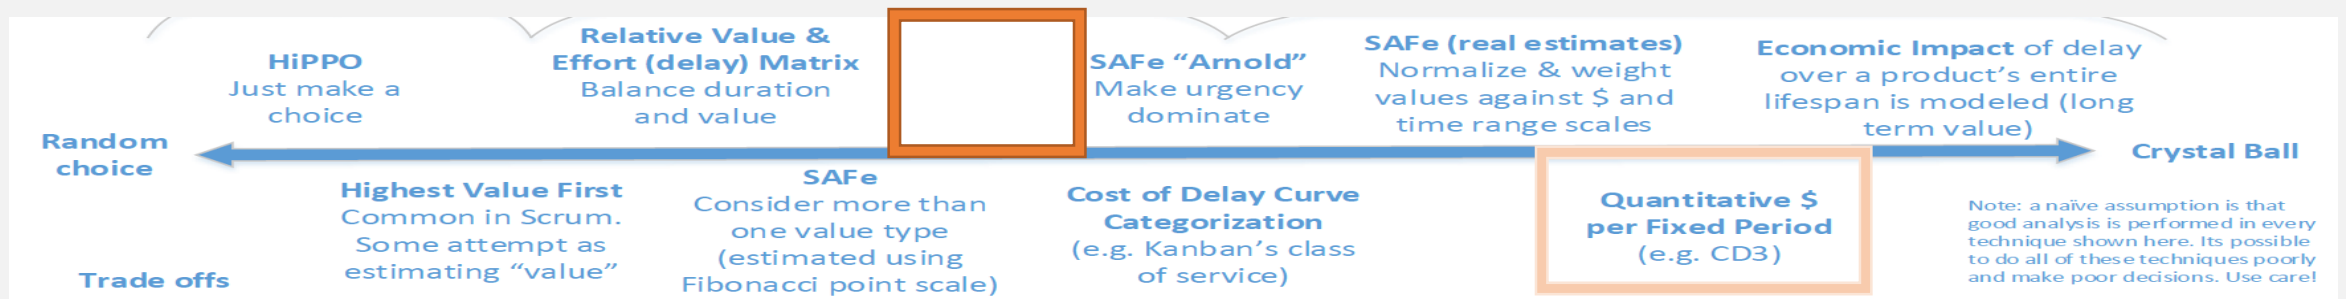 HiPPO
Just make a
choice
Relative Value &
Effort (delay) Matrix
Balance duration
and value
SAFe “Arnold”
Make urgency
dominate
SAFe (real estimates)
Normalize & weight
values against $ and
time range scales
Economic Impact of delay
over a product’s entire
lifespan is modeled (long
term value)
Random
choice
Crystal Ball
Highest Value First
Common in Scrum.
Some attempt as
estimating “value”
SAFe
Consider more than
one value type
(estimated using
Fibonacci point scale)
Cost of Delay Curve
Categorization
(e.g. Kanban’s class
of service)
Quantitative $
per Fixed Period
(e.g. CD3)
Note: a naïve assumption is that
good analysis is performed in every
technique shown here. Its possible
to do all of these techniques poorly
and make poor decisions. Use care!
Trade offs